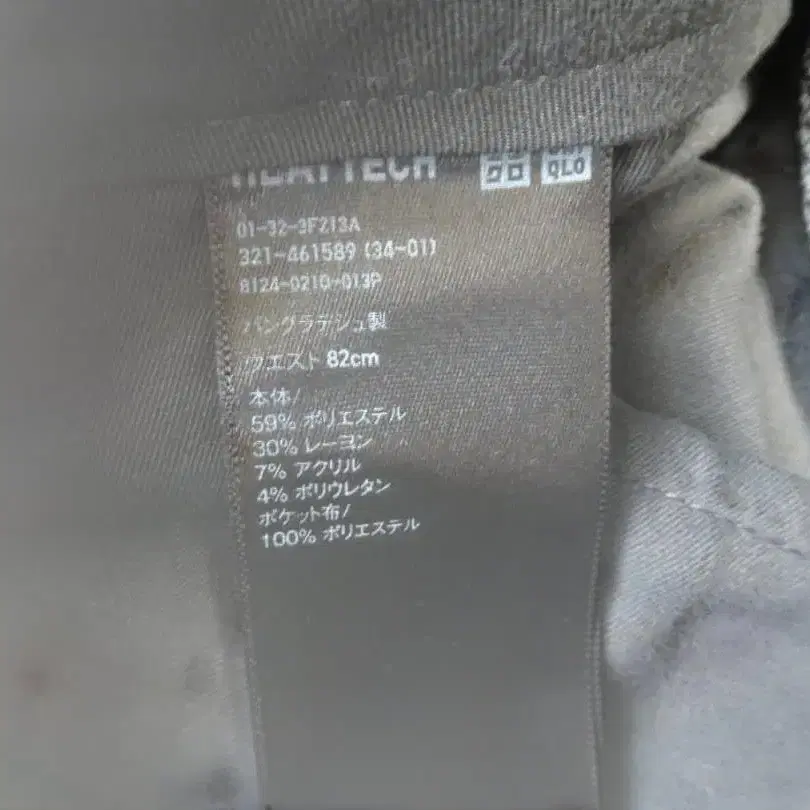 HEATTECH クロ QLO
01-32-3F213A
321-461589 (34-01)
8124-0210-013P
バングラデシュ製
ウエスト 82cm
本体/
59% ポリエステル
30% レーヨン
7% アクリル
4% ポリウレタン
ポケット布/
100% ポリエステル